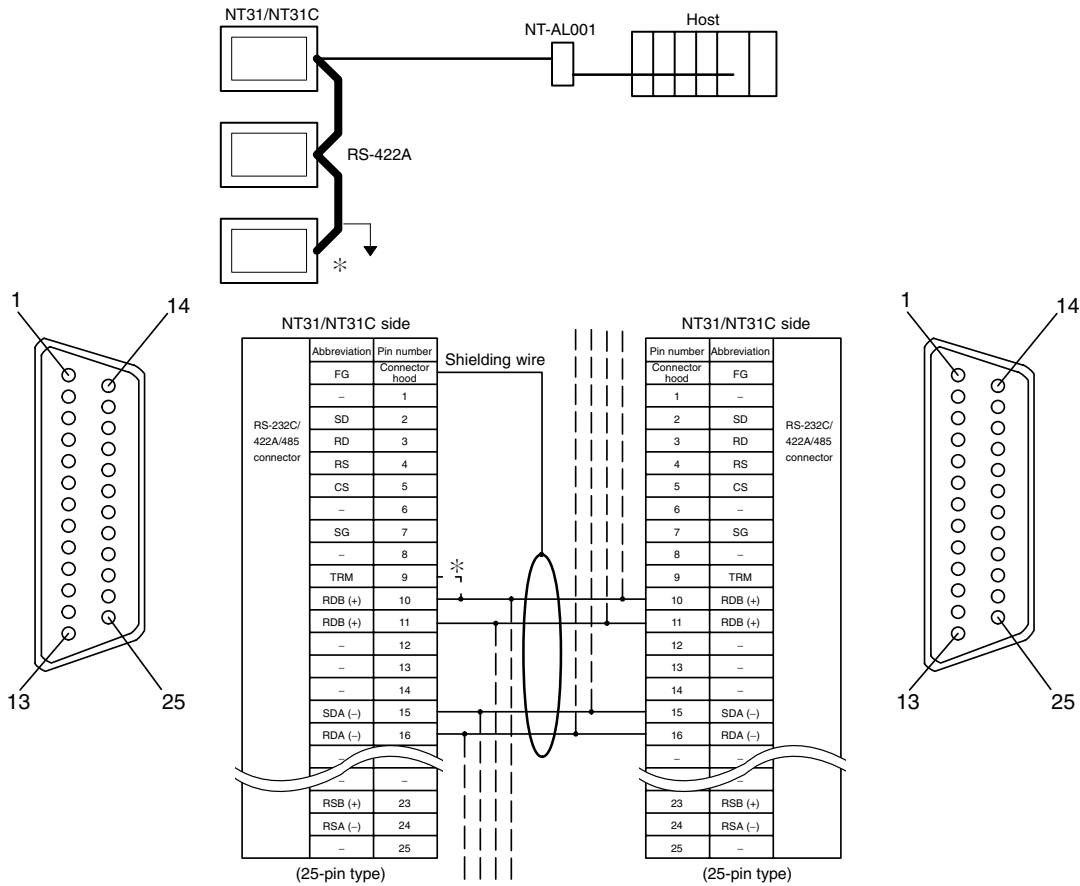 NT31/NT31C
NT-AL001
Host
RS-422A
*
1
14
13
25
NT31/NT31C side
Abbreviation Pin number
FG Connector hood
– 1
SD 2
RD 3
RS 4
CS 5
– 6
SG 7
– 8
TRM 9
RDB (+) 10
RDB (+) 11
– 12
– 13
– 14
SDA (–) 15
RDA (–) 16
–
– –
RSB (+) 23
RSA (–) 24
– 25
RS-232C/
422A/485
connector
(25-pin type)
Shielding wire
*
NT31/NT31C side
Pin number Abbreviation
Connector hood FG
1 –
2 SD
3 RD
4 RS
5 CS
6 –
7 SG
8 –
9 TRM
10 RDB (+)
11 RDB (+)
12 –
13 –
14 –
15 SDA (–)
16 RDA (–)
– –
–
23 RSB (+)
24 RSA (–)
25 –
RS-232C/
422A/485
connector
(25-pin type)
1
14
13
25